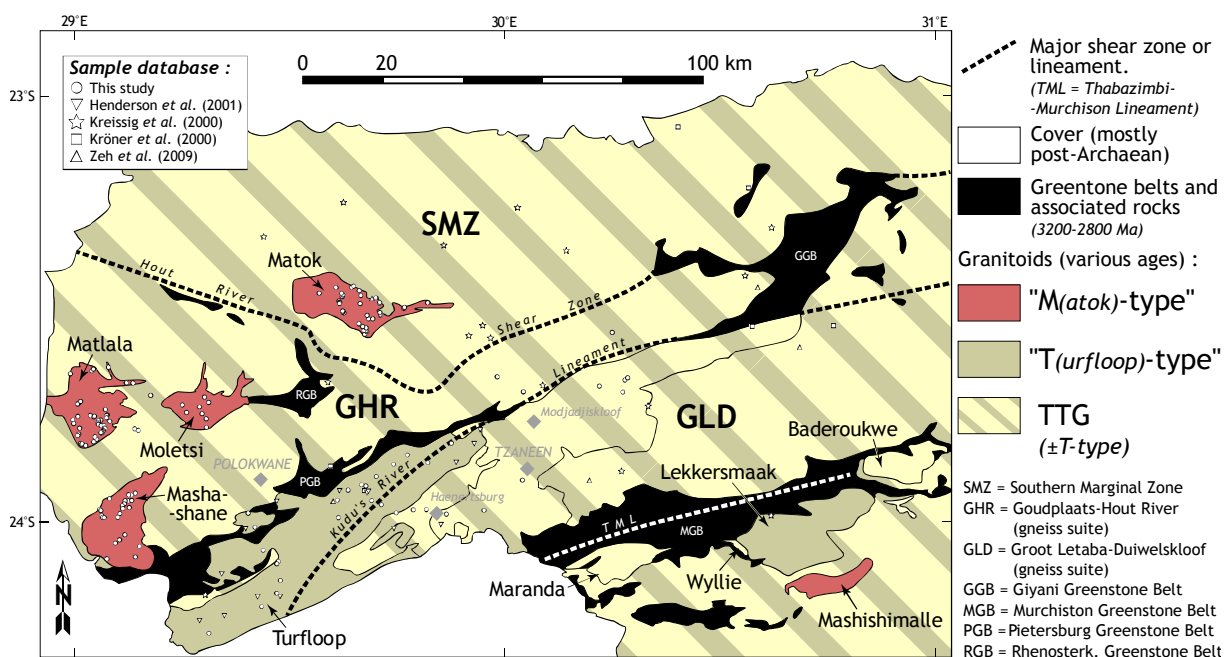 29°E
30°E
31°E
23°S
24°S
Sample database :
This study
Henderson et al. (2001)
Kreissig et al. (2000)
Kröner et al. (2000)
Zeh et al. (2009)
0
20
60
100 km
SMZ
GHR
GLD
Hout River Shear Zone
Kudu's River Lineament
TML
Matok
Matlala
Moletsi
Masha-
-shane
RGB
PGB
GGB
MGB
POLOKWANE
Modjadjiskloof
TZANEEN
Haenertsburg
Baderoukwe
Lekkersmaak
Maranda
Wyllie
Mashishimalle
Turfloop
N
Major shear zone or
lineament.
(TML = Thabazimbi-
-Murchison Lineament)
Cover (mostly
post-Archaean)
Greentone belts and
associated rocks
(3200-2800 Ma)
Granitoids (various ages) :
"M(atok)-type"
"T(urfloop)-type"
TTG
(±T-type)
SMZ = Southern Marginal Zone
GHR = Goudplaats-Hout River
(gneiss suite)
GLD = Groot Letaba-Duiwelskloof
(gneiss suite)
GGB = Giyani Greenstone Belt
MGB = Murchiston Greenstone Belt
PGB = Pietersburg Greenstone Belt
RGB = Rhenosterk. Greenstone Belt